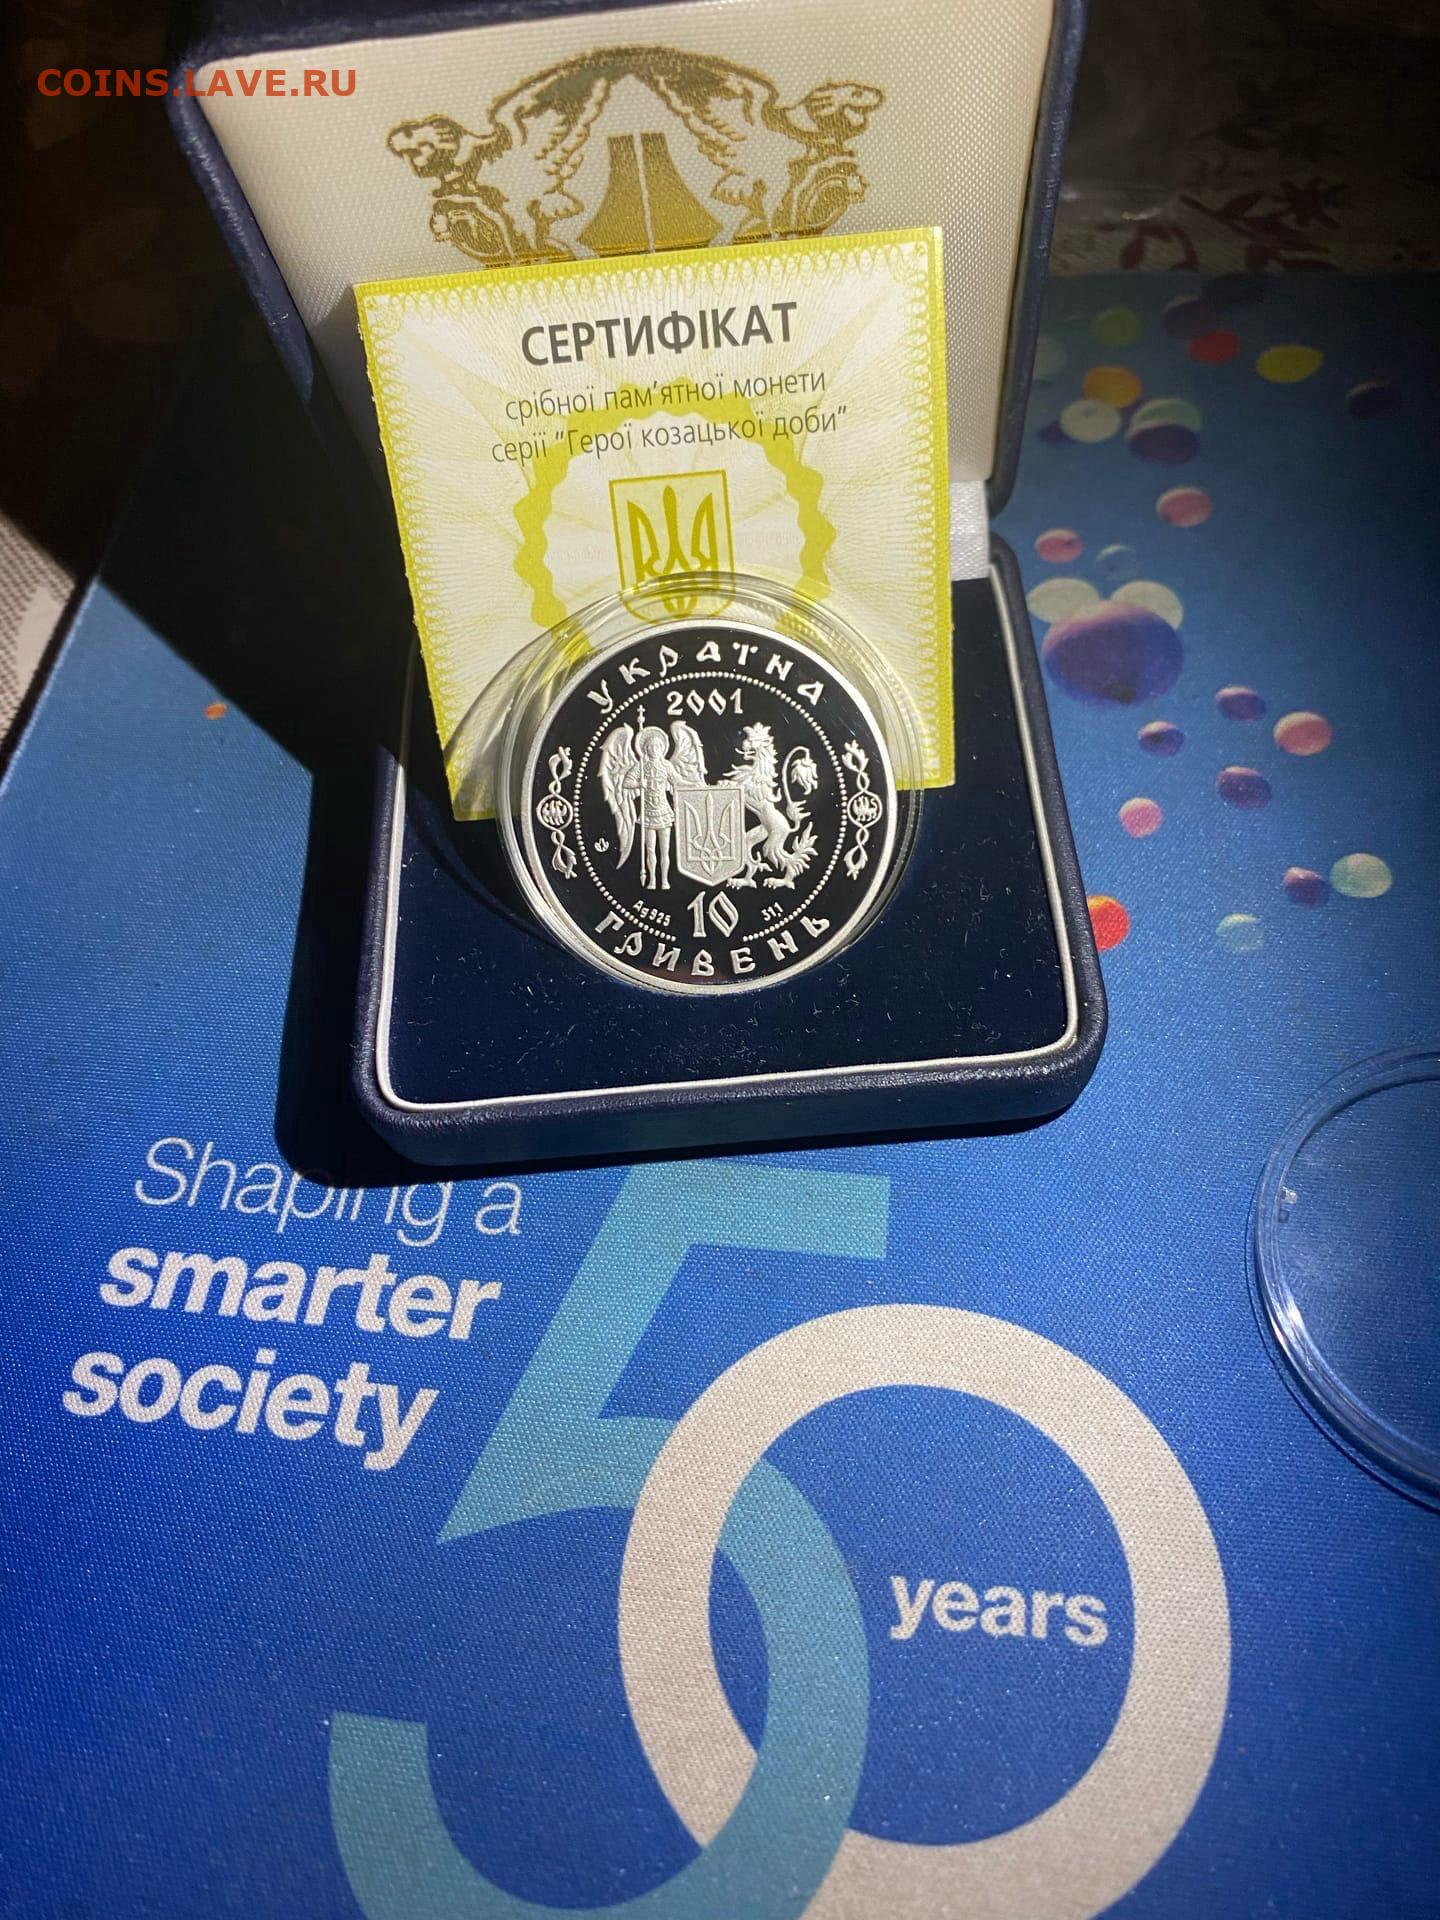 COINS.LAVE.RU
СЕРТИФІКАТ
срібної пам'ятної монети
серії "Герої козацької доби"
УКРАЇНА
2001
Ag 925
10
31,1
ГРИВЕНЬ
Shaping a
smarter
society
50
years